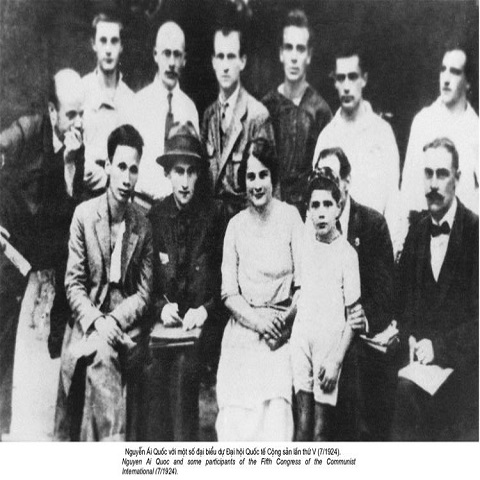 Nguyễn Ái Quốc với một số đại biểu dự Đại hội Quốc tế Cộng sản lần thứ V (7/1924).
Nguyen Ai Quoc and some participants of the Fifth Congress of the Communist
International (7/1924).